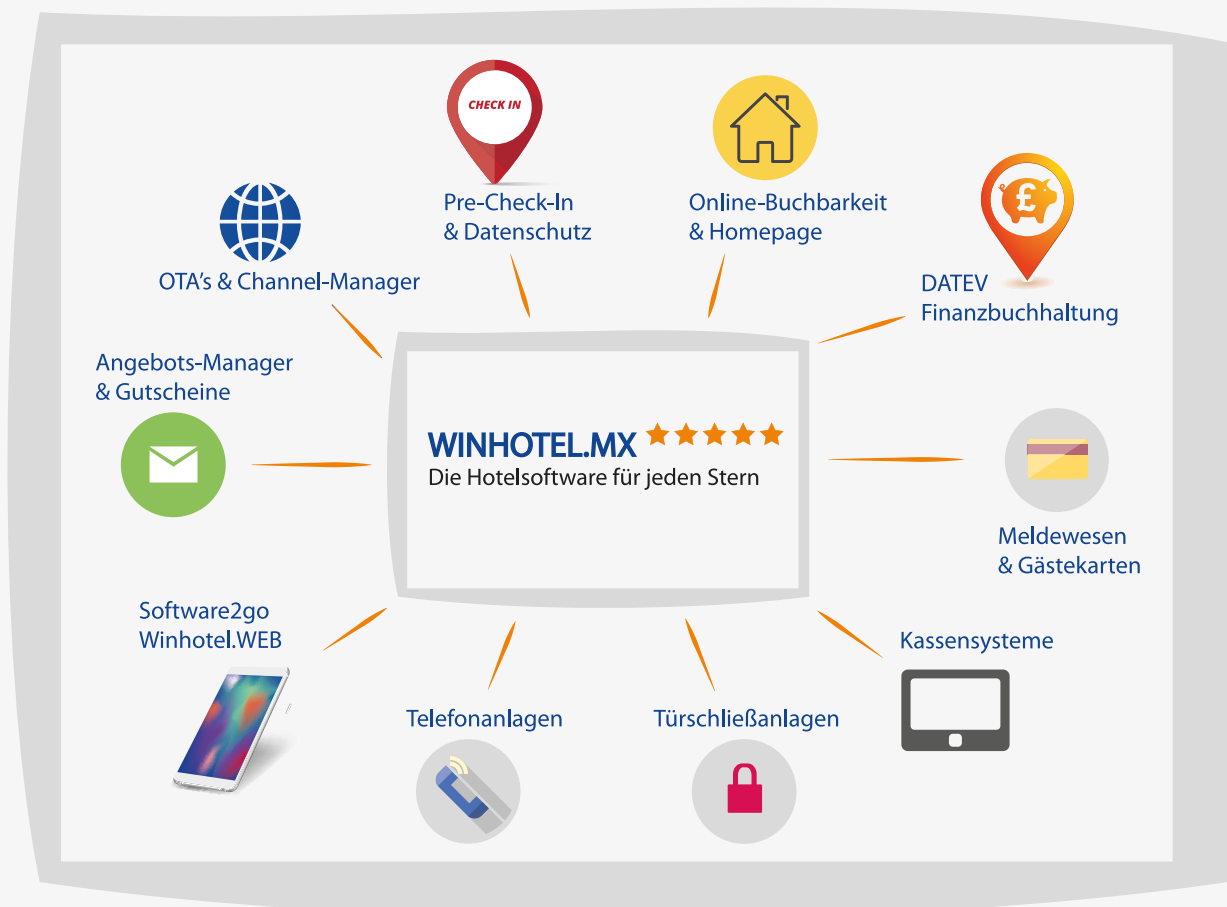 CHECK IN
Pre-Check-In
& Datenschutz
Online-Buchbarkeit
& Homepage
£
DATEV
Finanzbuchhaltung
OTA's & Channel-Manager
Angebots-Manager
& Gutscheine
WINHOTEL.MX
Die Hotelsoftware für jeden Stern
Meldewesen
& Gästekarten
Software2go
Winhotel.WEB
Kassensysteme
Telefonanlagen
Türschließanlagen